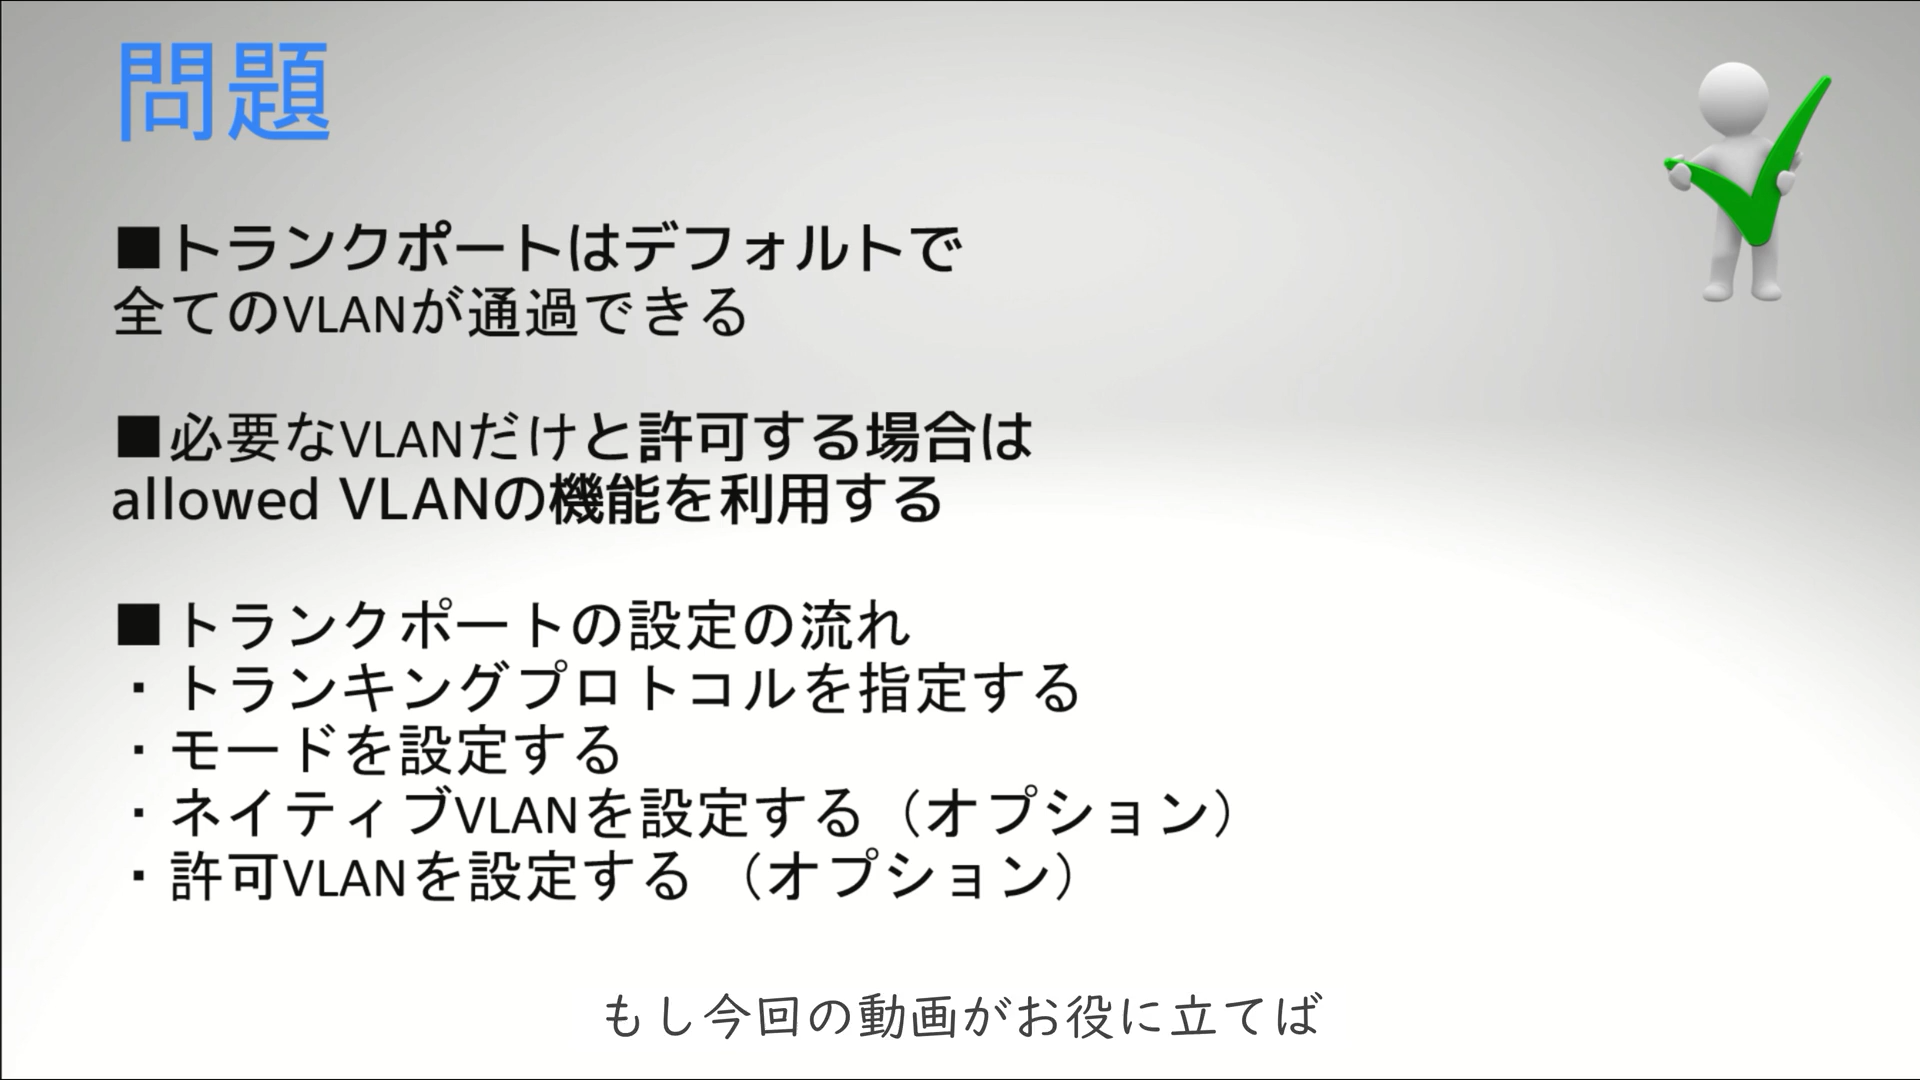 問題
■トランクポートはデフォルトで
全てのVLANが通過できる
■必要なVLANだけと許可する場合は
allowed VLANの機能を利用する
■トランクポートの設定の流れ
・トランキングプロトコルを指定する
・モードを設定する
・ネイティブVLANを設定する（オプション）
・許可VLANを設定する （オプション）
もし今回の動画がお役に立てば